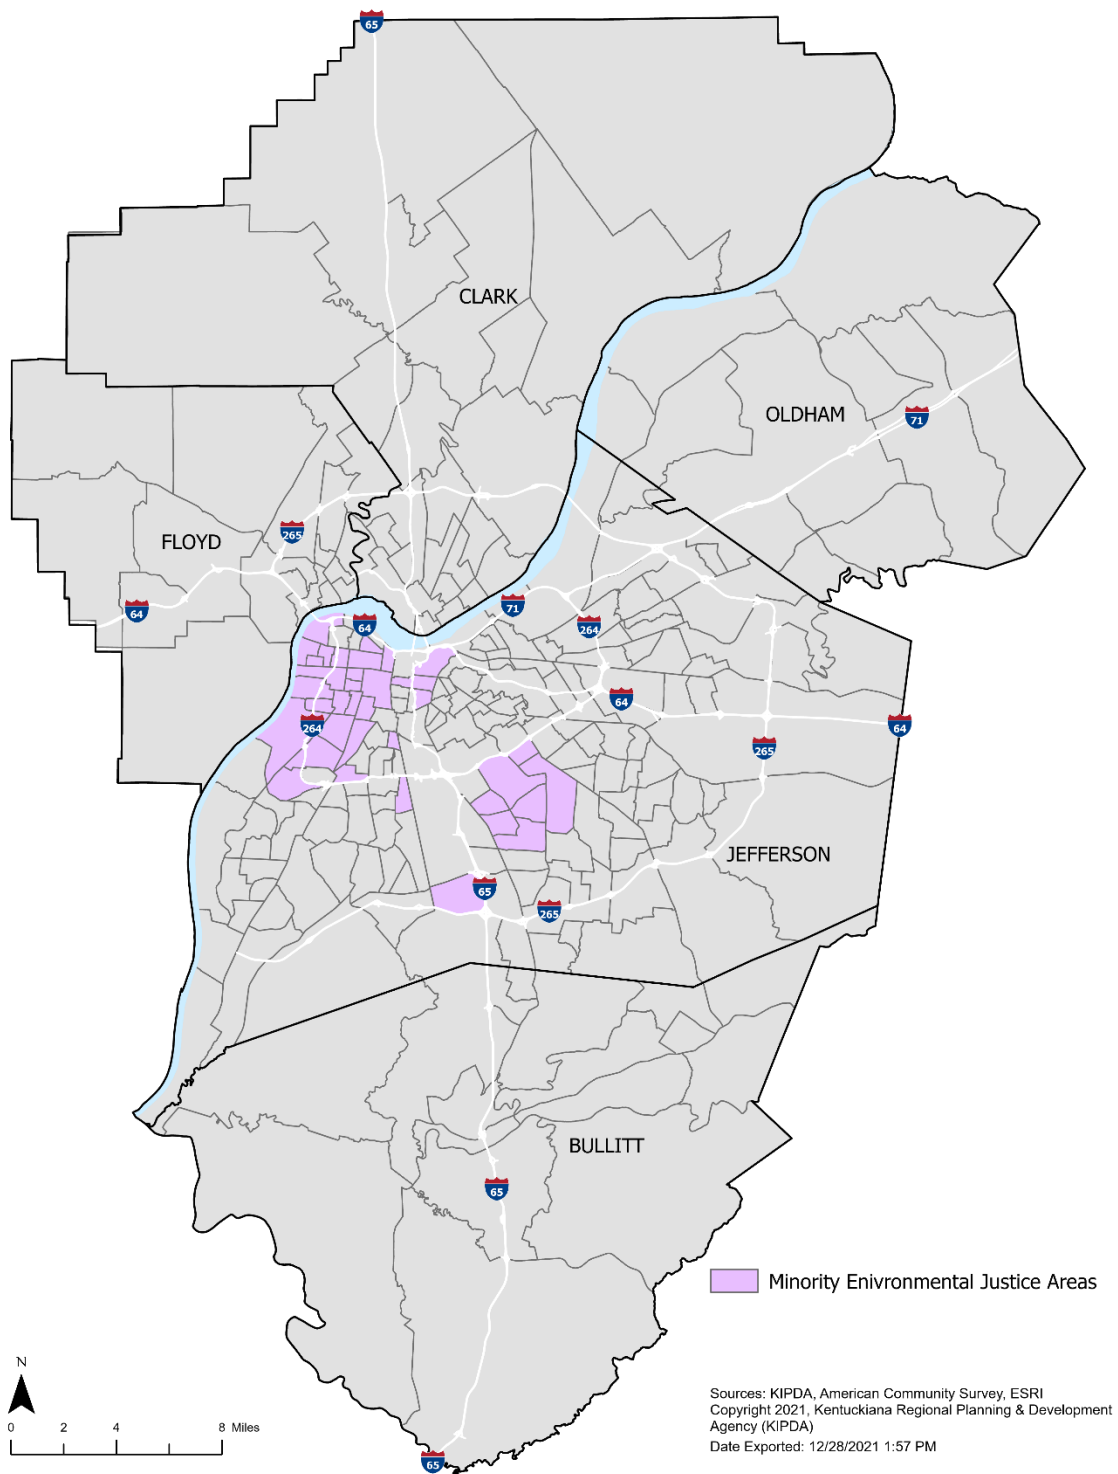 65
CLARK
OLDHAM
71
265
FLOYD
64
71
64
264
64
264
64
265
JEFFERSON
65
265
BULLITT
65
Minority Enivronmental Justice Areas
N
0 2 4 8 Miles
65
Sources: KIPDA, American Community Survey, ESRI
Copyright 2021, Kentuckiana Regional Planning & Development
Agency (KIPDA)
Date Exported: 12/28/2021 1:57 PM